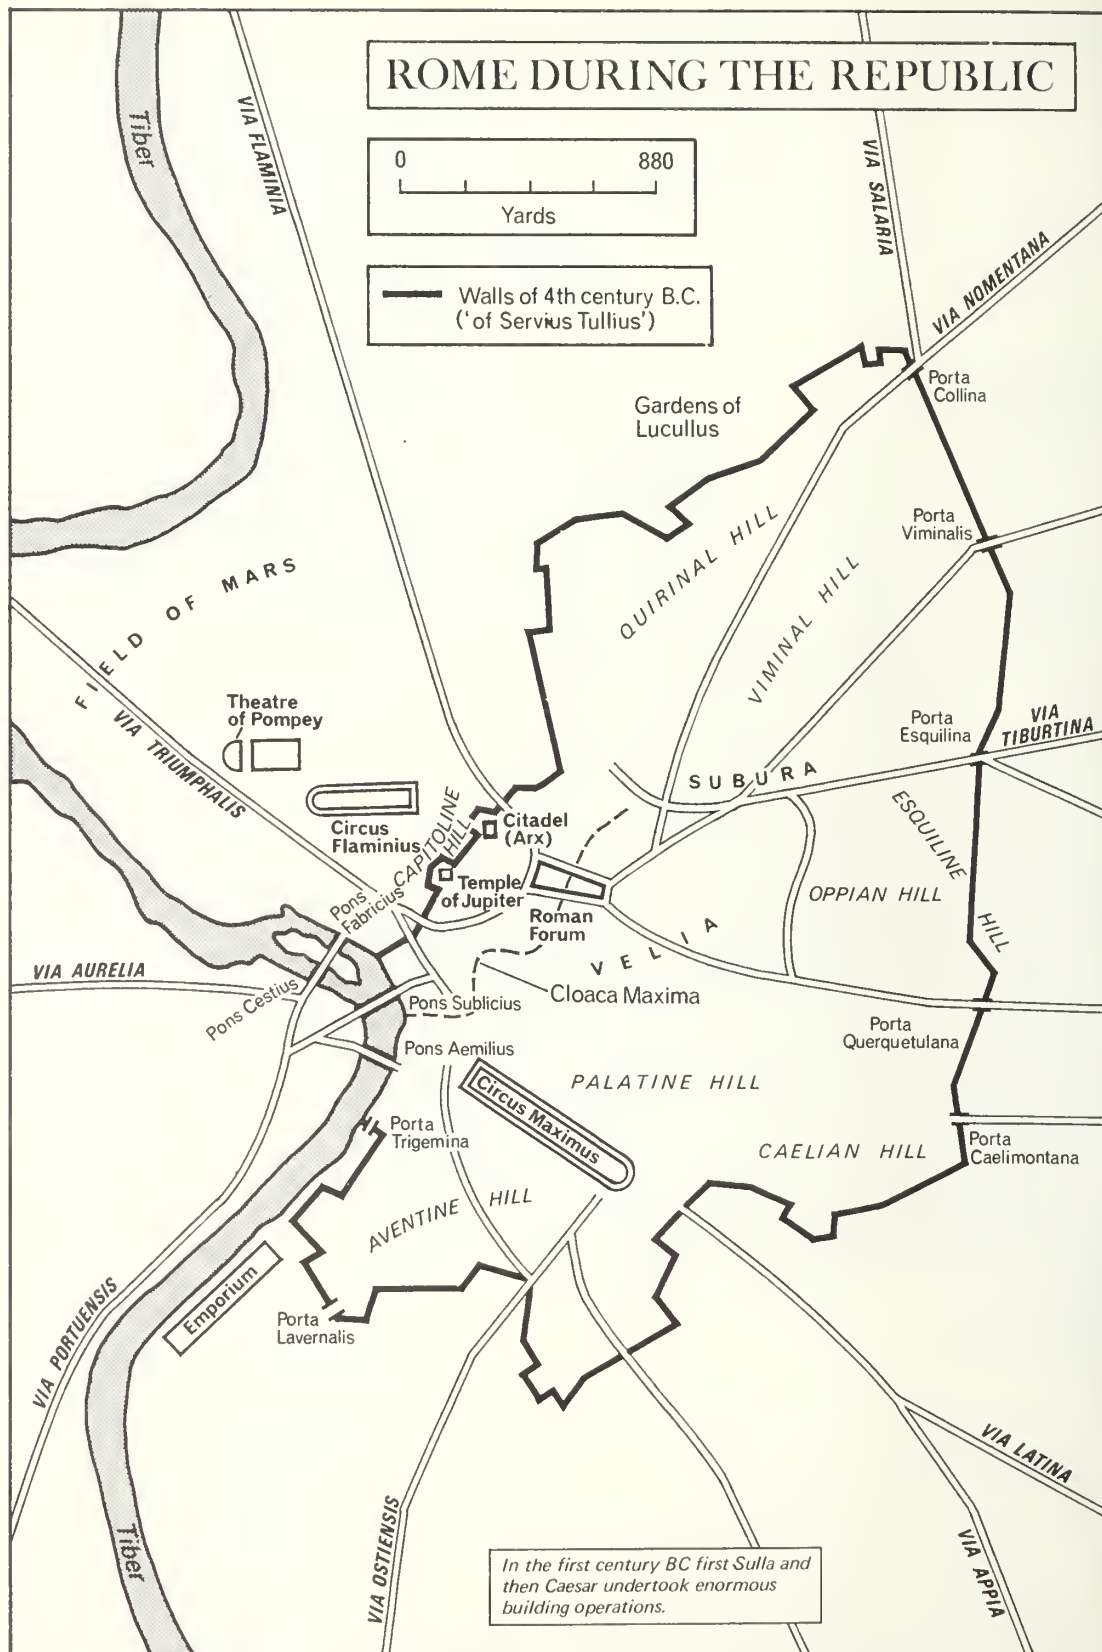 ROME DURING THE REPUBLIC
0 880
Yards
Walls of 4th century B.C.
('of Servius Tullius')
Tiber
VIA FLAMINIA
VIA SALARIA
VIA NOMENTANA
Porta
Collina
Gardens of
Lucullus
Porta
Viminalis
QUIRINAL HILL
VIMINAL HILL
FIELD OF MARS
Theatre
of Pompey
VIA TRIUMPHALIS
Circus
Flaminius
CAPITOLINE
HILL
Citadel
(Arx)
Temple
of Jupiter
Roman
Forum
SUBURA
Porta
Esquilina
VIA
TIBURTINA
ESQUILINE
HILL
OPPIAN HILL
VELIA
Pons
Fabricius
VIA AURELIA
Pons Cestius
Pons Sublicius
Cloaca Maxima
Porta
Querquetulana
Pons Aemilius
Circus Maximus
PALATINE HILL
Porta
Trigemina
CAELIAN HILL
Porta
Caelimontana
AVENTINE HILL
Emporium
Porta
Lavernalis
VIA PORTUENSIS
VIA LATINA
VIA OSTIENSIS
VIA APPIA
Tiber
In the first century BC first Sulla and
then Caesar undertook enormous
building operations.